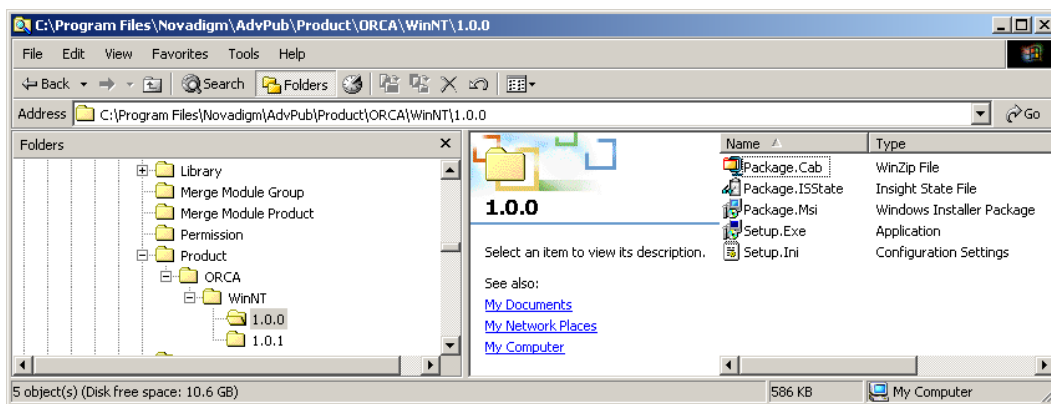 C:\Program Files\Novadigm\AdvPub\Product\ORCA\WinNT\1.0.0
File Edit View Favorites Tools Help
Back Search Folders
Address C:\Program Files\Novadigm\AdvPub\Product\ORCA\WinNT\1.0.0 Go
Folders
Library
Merge Module Group
Merge Module Product
Permission
Product
ORCA
WinNT
1.0.0
1.0.1
1.0.0
Select an item to view its description.
See also:
My Documents
My Network Places
My Computer
Name Type
Package.Cab WinZip File
Package.ISState Insight State File
Package.Msi Windows Installer Package
Setup.Exe Application
Setup.Ini Configuration Settings
5 object(s) (Disk free space: 10.6 GB) 586 KB My Computer